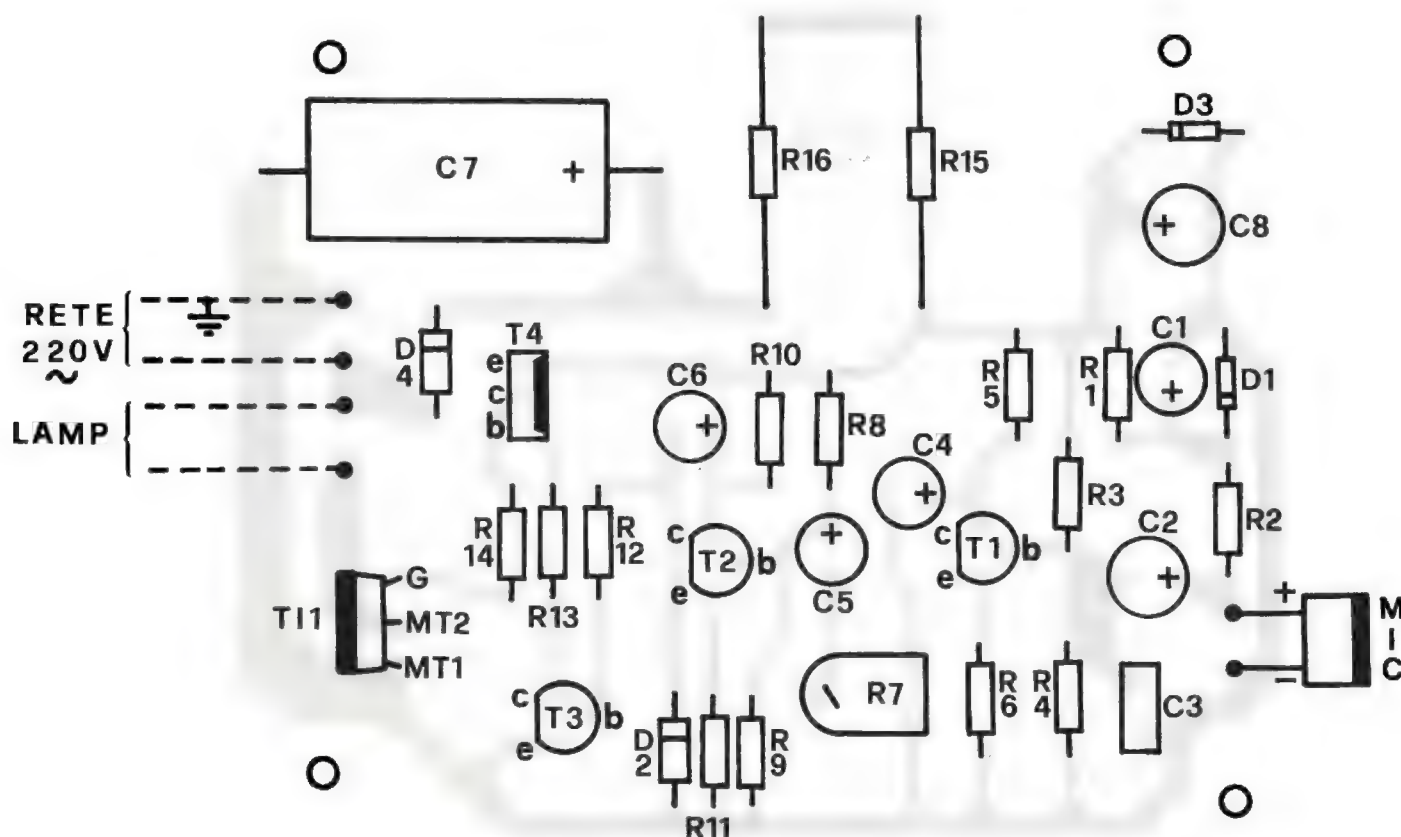 D3
C7 +
R16
R15
+ C8
RETE
220V
~
LAMP
D
4
T4
e
c
b
C6
+
R10
R8
R
5
R
1
C1
+
D1
C4
+
R3
C2
+
R2
R
14
R13
R
12
c
T2
b
e
+
C5
c
T1
b
e
TI1
G
MT2
MT1
+
M
I
C
–
c
T3
b
e
D
2
R11
R
9
R7
R
6
R
4
C3